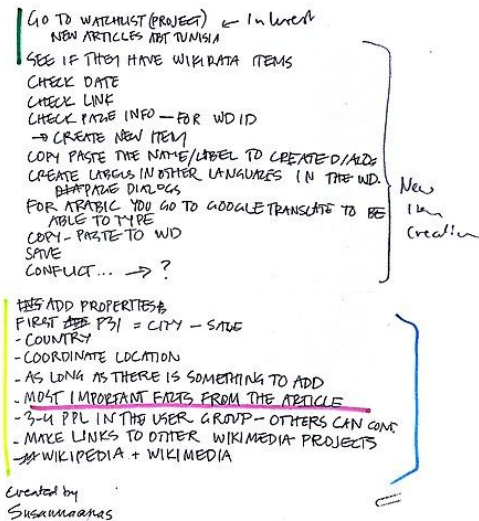 GO TO WATCHLIST (PROJECT) ← Interest
NEW ARTICLES ABT TUNISIA
SEE IF THEY HAVE WIKIDATA ITEMS
CHECK DATE
CHECK LINK
CHECK PAGE INFO — FOR WD ID
→ CREATE NEW ITEM
COPY PASTE THE NAME/LABEL TO CREATE DIALOG
CREATE LABELS IN OTHER LANGUAGES IN THE WD.
PAGE DIALOGS
FOR ARABIC YOU GO TO GOOGLE TRANSLATE TO BE
ABLE TO TYPE
COPY-PASTE TO WD
SAVE
CONFLICT... → ?
New
Item
Creation
ADD PROPERTIES
FIRST P31 = CITY — SAVE
- COUNTRY
- COORDINATE LOCATION
- AS LONG AS THERE IS SOMETHING TO ADD
- MOST IMPORTANT FACTS FROM THE ARTICLE
- 3-4 PPL IN THE USER GROUP — OTHERS CAN CONT
- MAKE LINKS TO OTHER WIKIMEDIA PROJECTS
- WIKIPEDIA + WIKIMEDIA
Created by
Susannaanas